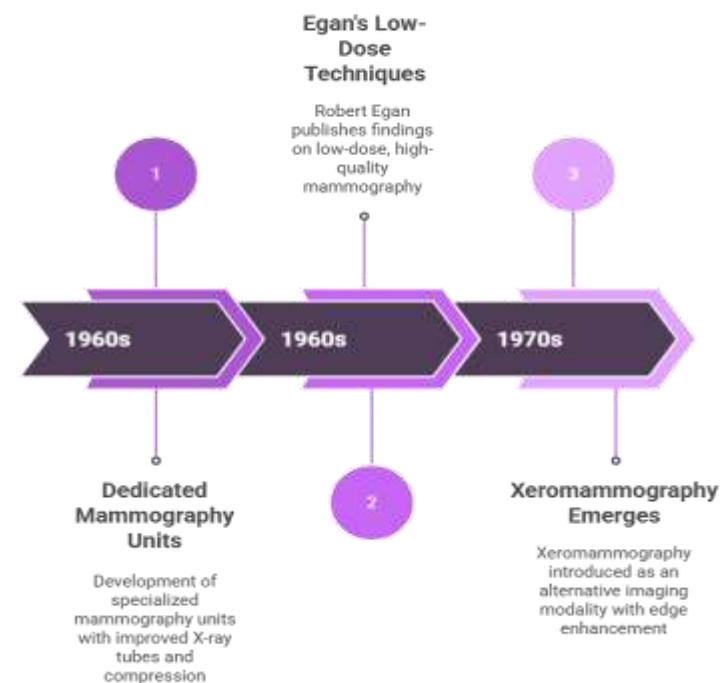 Egan's Low-
Dose
Techniques
Robert Egan
publishes findings
on low-dose, high-
quality
mammography
1
3
1960s
1960s
1970s
Dedicated
Mammography
Units
Development of
specialized
mammography units
with improved X-ray
tubes and
compression
2
Xeromammography
Emerges
Xeromammography
introduced as an
alternative imaging
modality with edge
enhancement